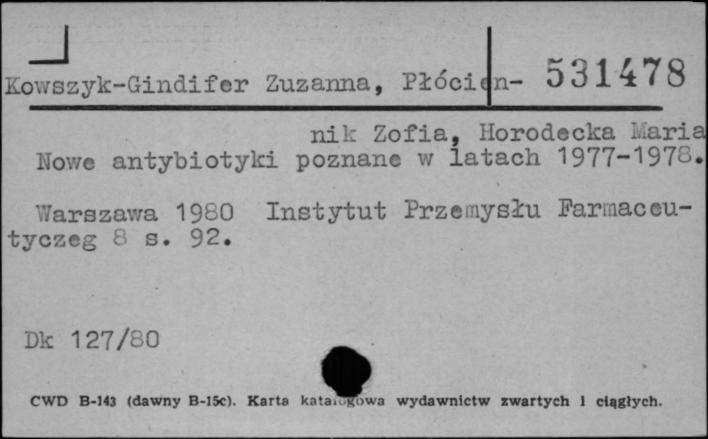 Kowszyk-Gindifer Zuzanna, Płócien- 531478
nik Zofia, Horodecka Maria
Nowe antybiotyki poznane w latach 1977-1978.
Warszawa 1980 Instytut Przemysłu Farmaceu-
tyczeg 8 s. 92.
Dk 127/80
CWD B-143 (dawny B-15c). Karta katalogowa wydawnictw zwartych i ciągłych.